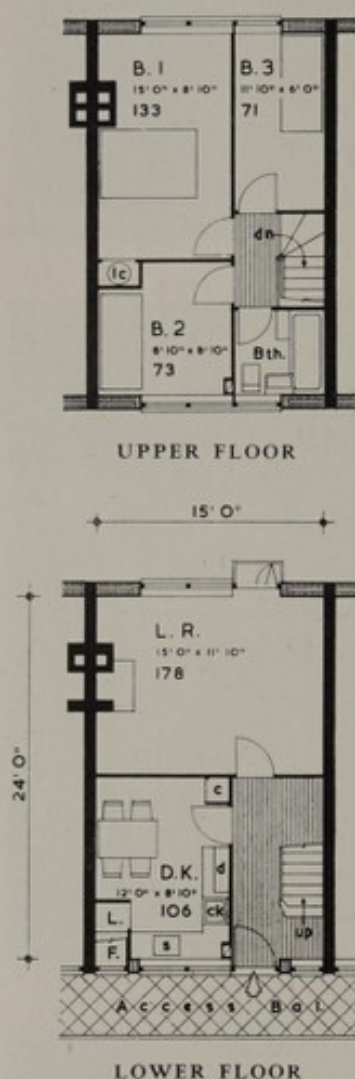 B.1
15' 0" x 8' 10"
133
B.3
11' 10" x 6' 0"
71
dn
lc
B.2
8' 10" x 8' 10"
73
Bth.
UPPER FLOOR
15' 0"
24' 0"
L.R.
15' 0" x 11' 10"
178
c
D.K.
12' 0" x 8' 10"
106
d
ck
L.
F.
s
up
Access Bal.
LOWER FLOOR